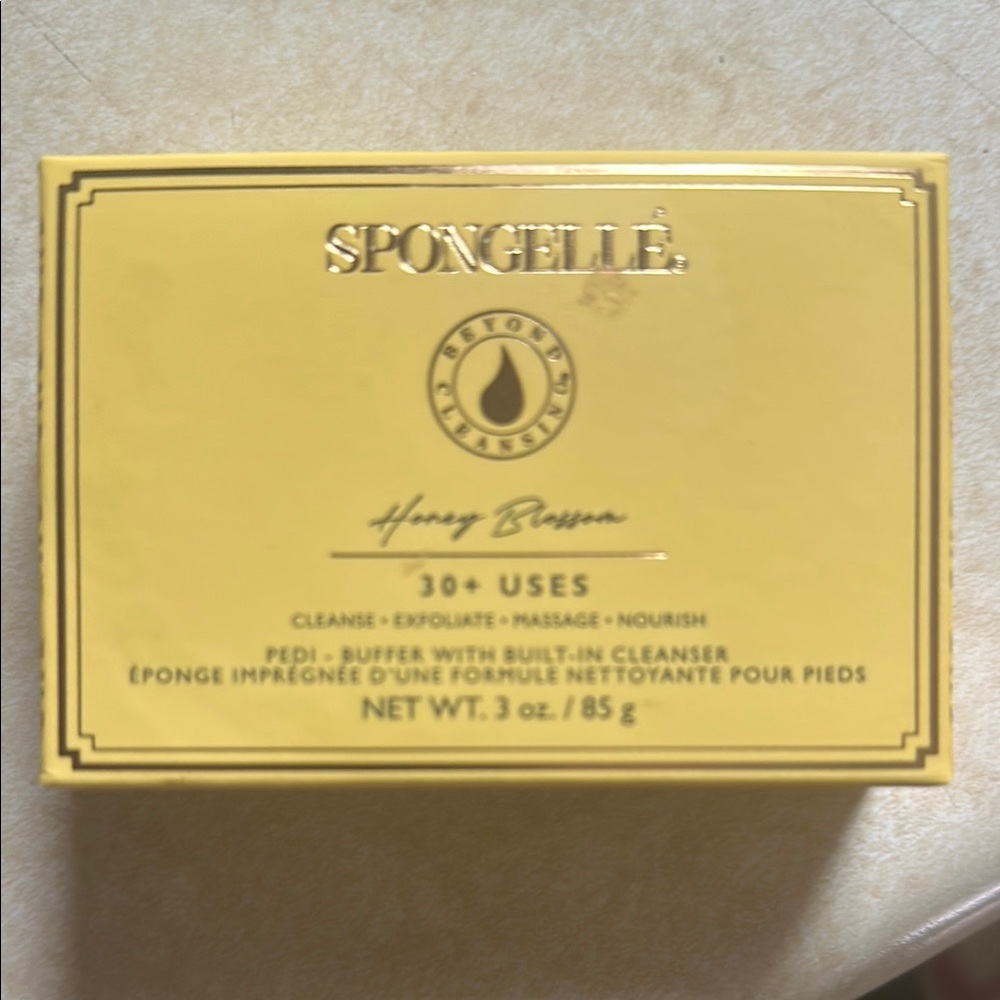 SPONGELLÉ®
BEYOND CLEANSING
Honey Blossom
30+ USES
CLEANSE • EXFOLIATE • MASSAGE • NOURISH
PEDI - BUFFER WITH BUILT-IN CLEANSER
ÉPONGE IMPRÉGNÉE D'UNE FORMULE NETTOYANTE POUR PIEDS
NET WT. 3 oz. / 85 g